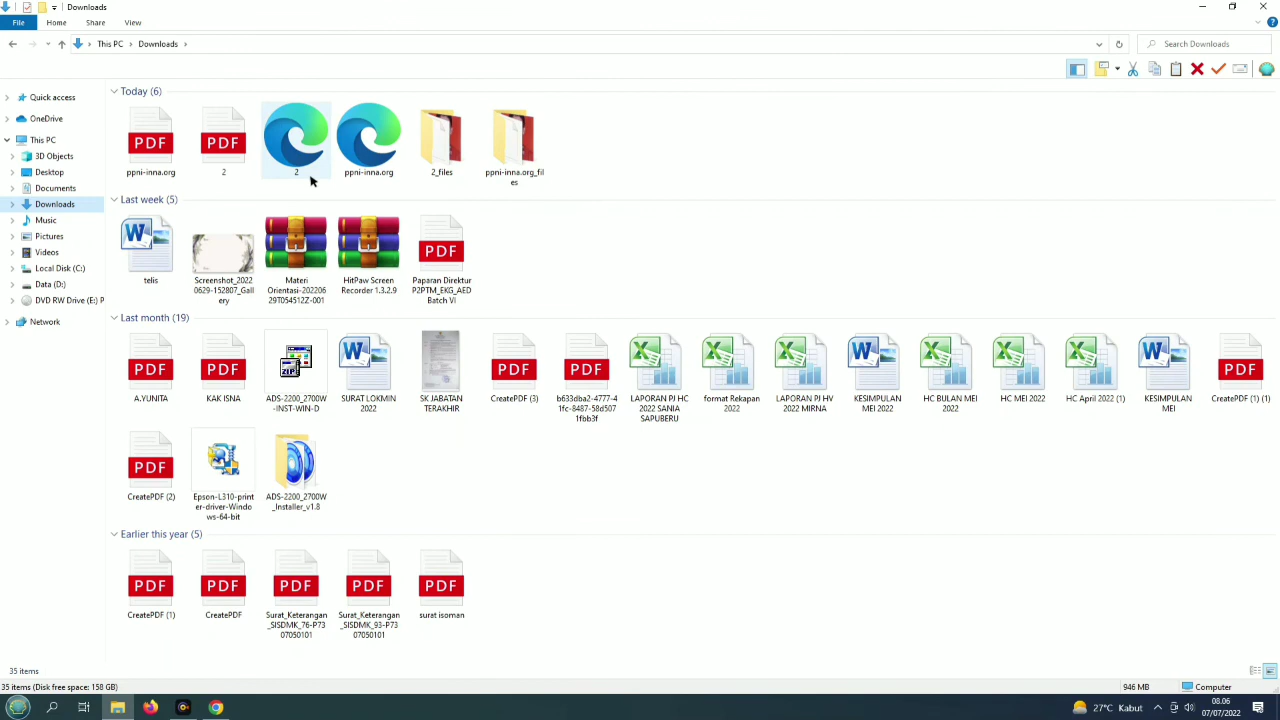 Downloads
File Home Share View
This PC Downloads
Search Downloads
Quick access
OneDrive
This PC
3D Objects
Desktop
Documents
Downloads
Music
Pictures
Videos
Local Disk (C:)
Data (D:)
DVD RW Drive (E:) P
Network
Today (6)
PDF PDF
ppni-inna.org 2 2 ppni-inna.org 2_files ppni-inna.org_fil
es
Last week (5)
PDF
telis Screenshot_2022 Materi HitPaw Screen Paparan Direktur
0629-152807_Gall Orientasi-202206 Recorder 1.3.2.9 P2PTM_EKG_AED
ery 29T054512Z-001 Batch VI
Last month (19)
PDF PDF ZIP PDF PDF PDF
A.YUNITA KAK ISNA ADS-2200_2700W SURAT LOKMIN SK JABATAN CreatePDF (3) b633dba2-4777-4 LAPORAN PJ HC format Rekapan LAPORAN PJ HV KESIMPULAN HC BULAN MEI HC MEI 2022 HC April 2022 (1) KESIMPULAN CreatePDF (1) (1)
-INST-WIN-D 2022 TERAKHIR 1fc-8487-58d507 2022 SANIA 2022 2022 MIRNA MEI 2022 2022 MEI
1fbb3f SAPUBERU
PDF
CreatePDF (2) Epson-L310-print ADS-2200_2700W
er-driver-Windo _Installer_v1.8
ws-64-bit
Earlier this year (5)
PDF PDF PDF PDF PDF
CreatePDF (1) CreatePDF Surat_Keterangan Surat_Keterangan surat isoman
_SISDMK_76-P73 _SISDMK_93-P73
07050101 07050101
35 items
35 items (Disk free space: 158 GB) 946 MB Computer
27°C Kabut 08.06
07/07/2022